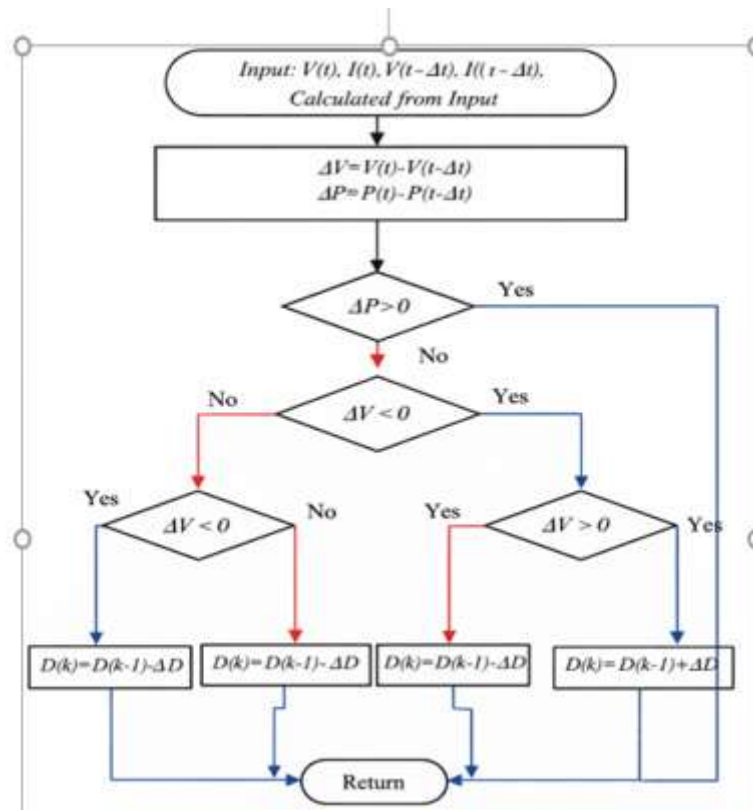 Input: V(t), I(t), V(t-Δt), I((t-Δt),
Calculated from Input
ΔV=V(t)-V(t-Δt)
ΔP=P(t)-P(t-Δt)
ΔP>0
Yes
No
ΔV<0
No
Yes
ΔV<0
Yes
No
ΔV>0
Yes
Yes
D(k)=D(k-1)-ΔD
D(k)=D(k-1)-ΔD
D(k)=D(k-1)-ΔD
D(k)=D(k-1)+ΔD
Return